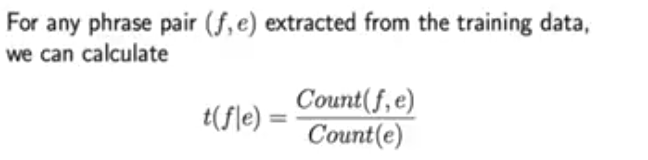 For any phrase pair (f, e) extracted from the training data,
we can calculate
t(f|e) = Count(f, e) / Count(e)